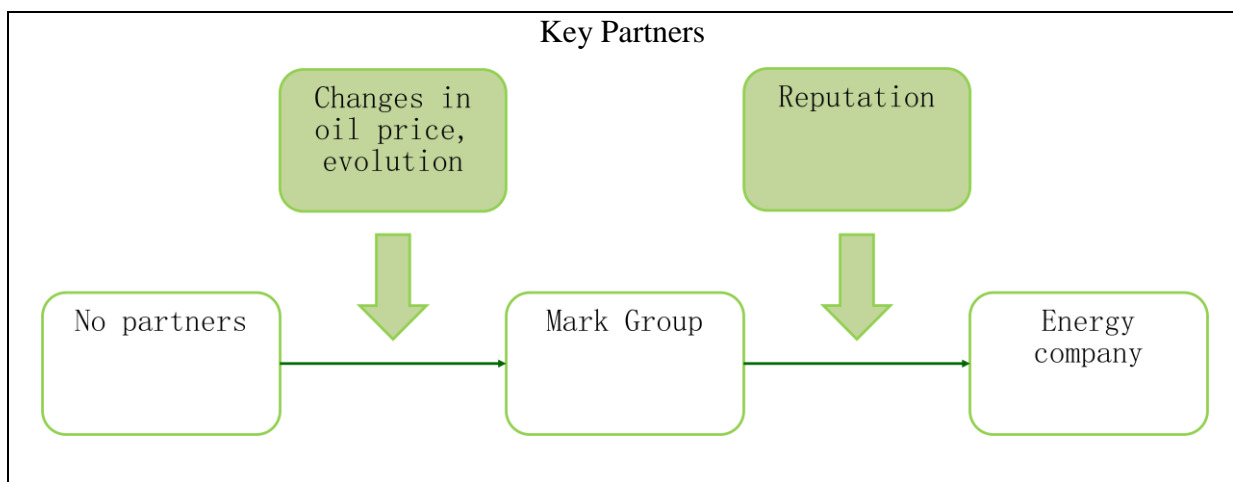 Key Partners
Changes in
oil price,
evolution
Reputation
No partners
Mark Group
Energy
company